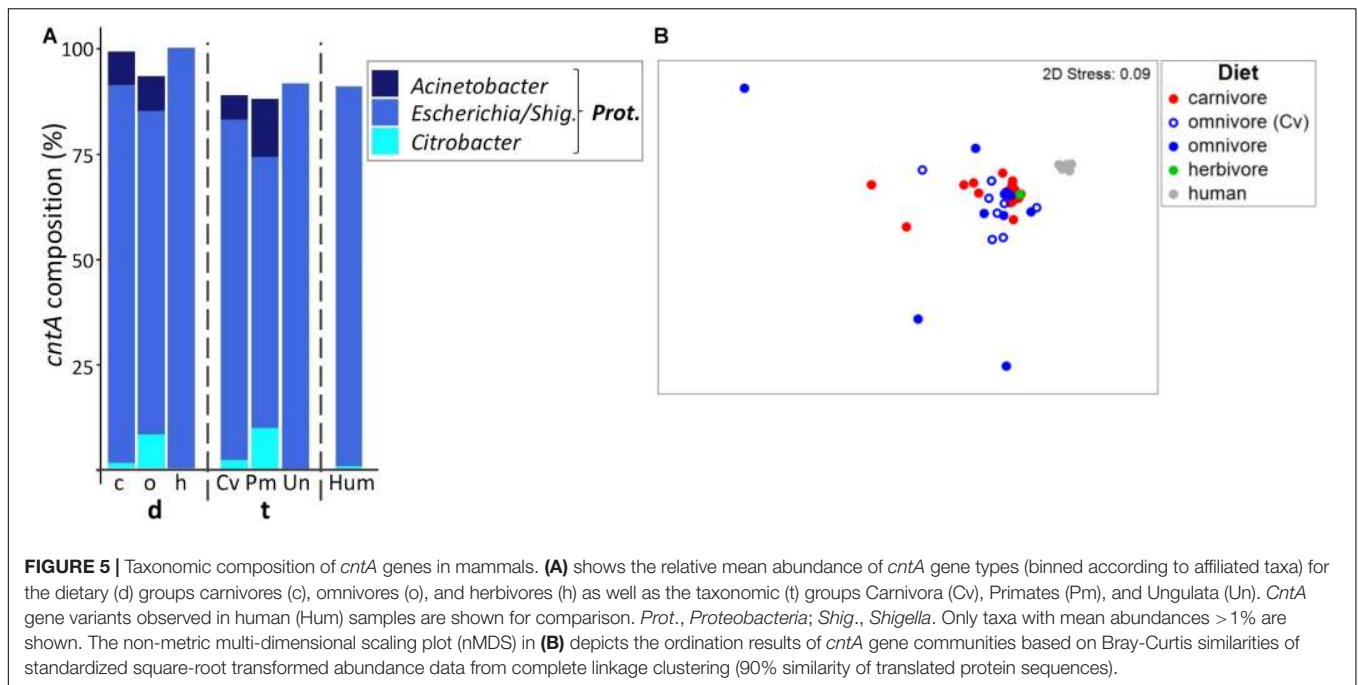 A
100
75
50
25
cntA composition (%)
c o h Cv Pm Un Hum
d t
Acinetobacter
Escherichia/Shig. Prot.
Citrobacter
B
2D Stress: 0.09
Diet
carnivore
omnivore (Cv)
omnivore
herbivore
human
FIGURE 5 | Taxonomic composition of cntA genes in mammals. (A) shows the relative mean abundance of cntA gene types (binned according to affiliated taxa) for
the dietary (d) groups carnivores (c), omnivores (o), and herbivores (h) as well as the taxonomic (t) groups Carnivora (Cv), Primates (Pm), and Ungulata (Un). CntA
gene variants observed in human (Hum) samples are shown for comparison. Prot., Proteobacteria; Shig., Shigella. Only taxa with mean abundances >1% are
shown. The non-metric multi-dimensional scaling plot (nMDS) in (B) depicts the ordination results of cntA gene communities based on Bray-Curtis similarities of
standardized square-root transformed abundance data from complete linkage clustering (90% similarity of translated protein sequences).